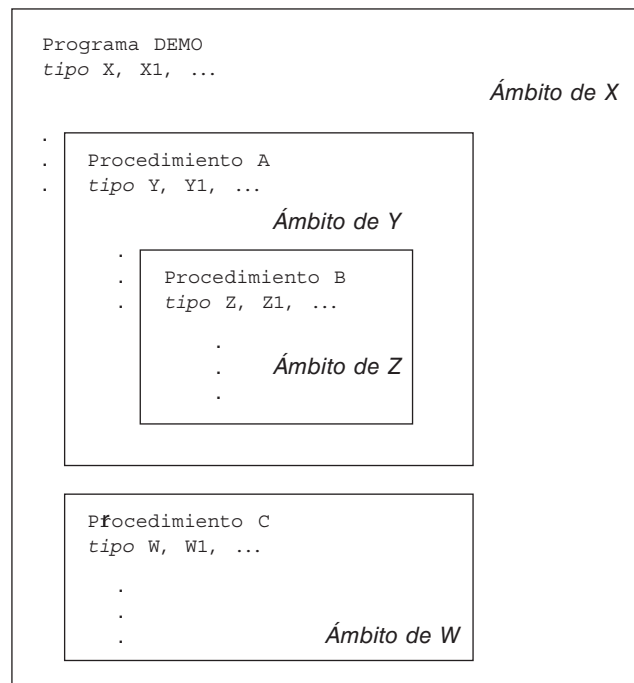 Programa DEMO
tipo X, X1, ...
Ámbito de X
.
.
.
Procedimiento A
tipo Y, Y1, ...
Ámbito de Y
.
.
.
Procedimiento B
tipo Z, Z1, ...
.
. Ámbito de Z
.
Procedimiento C
tipo W, W1, ...
.
.
. Ámbito de W